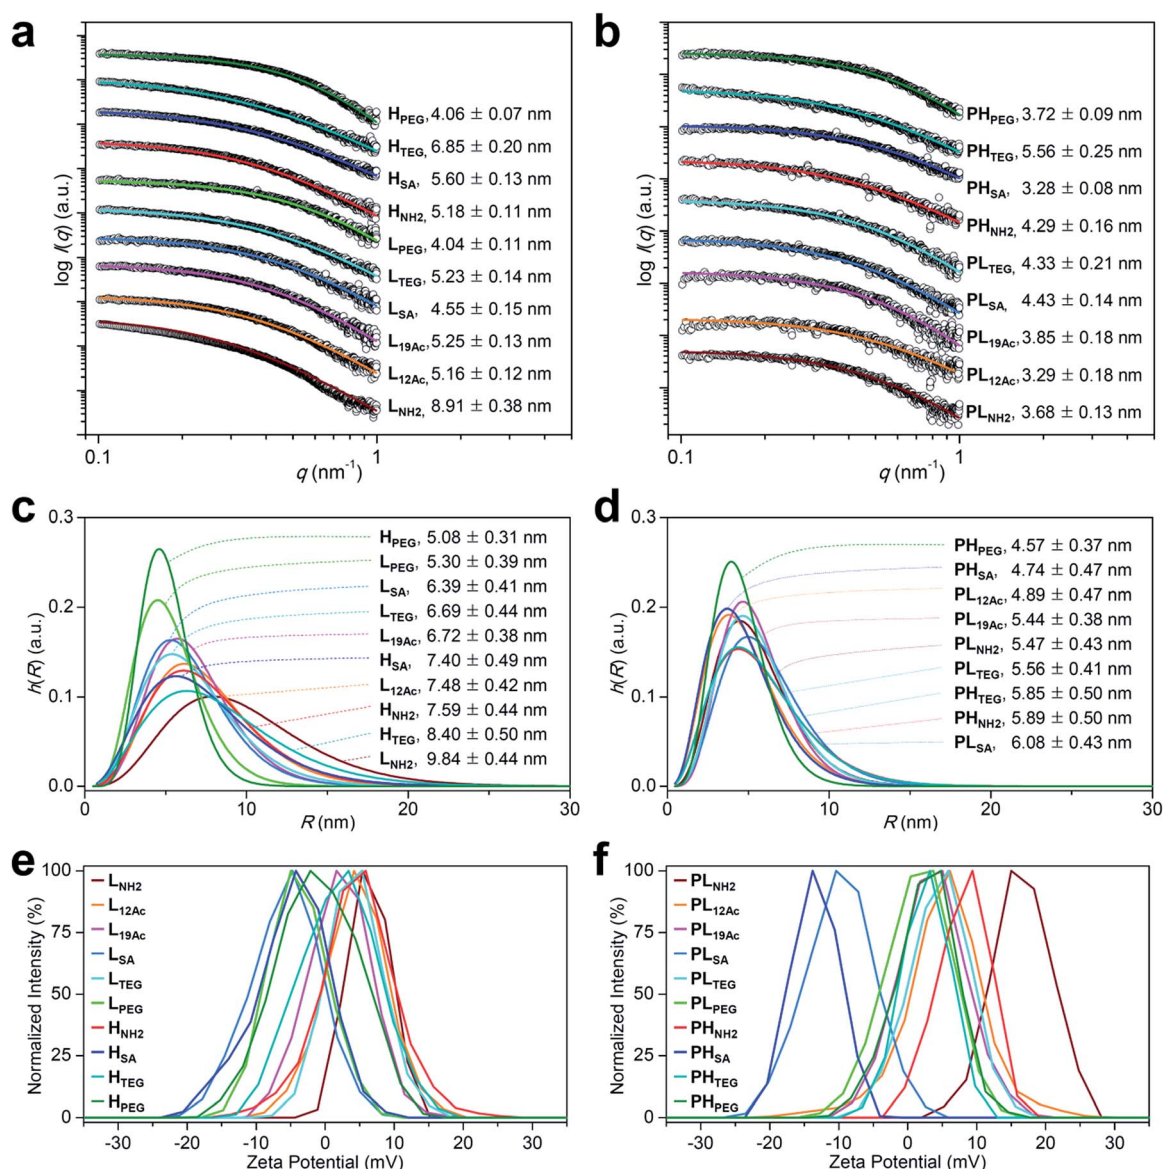 a
log I(q) (a.u.)
H_PEG, 4.06 ± 0.07 nm
H_TEG, 6.85 ± 0.20 nm
H_SA, 5.60 ± 0.13 nm
H_NH2, 5.18 ± 0.11 nm
L_PEG, 4.04 ± 0.11 nm
L_TEG, 5.23 ± 0.14 nm
L_SA, 4.55 ± 0.15 nm
L_19Ac, 5.25 ± 0.13 nm
L_12Ac, 5.16 ± 0.12 nm
L_NH2, 8.91 ± 0.38 nm
0.1 1
q (nm⁻¹)
b
log I(q) (a.u.)
PH_PEG, 3.72 ± 0.09 nm
PH_TEG, 5.56 ± 0.25 nm
PH_SA, 3.28 ± 0.08 nm
PH_NH2, 4.29 ± 0.16 nm
PL_TEG, 4.33 ± 0.21 nm
PL_SA, 4.43 ± 0.14 nm
PL_19Ac, 3.85 ± 0.18 nm
PL_12Ac, 3.29 ± 0.18 nm
PL_NH2, 3.68 ± 0.13 nm
0.1 1
q (nm⁻¹)
c
h(R) (a.u.)
0.3
0.2
0.1
0.0
H_PEG, 5.08 ± 0.31 nm
L_PEG, 5.30 ± 0.39 nm
L_SA, 6.39 ± 0.41 nm
L_TEG, 6.69 ± 0.44 nm
L_19Ac, 6.72 ± 0.38 nm
H_SA, 7.40 ± 0.49 nm
L_12Ac, 7.48 ± 0.42 nm
H_NH2, 7.59 ± 0.44 nm
H_TEG, 8.40 ± 0.50 nm
L_NH2, 9.84 ± 0.44 nm
0 10 20 30
R (nm)
d
h(R) (a.u.)
0.3
0.2
0.1
0.0
PH_PEG, 4.57 ± 0.37 nm
PH_SA, 4.74 ± 0.47 nm
PL_12Ac, 4.89 ± 0.47 nm
PL_19Ac, 5.44 ± 0.38 nm
PL_NH2, 5.47 ± 0.43 nm
PL_TEG, 5.56 ± 0.41 nm
PH_TEG, 5.85 ± 0.50 nm
PH_NH2, 5.89 ± 0.50 nm
PL_SA, 6.08 ± 0.43 nm
0 10 20 30
R (nm)
e
Normalized Intensity (%)
100
75
50
25
0
L_NH2
L_12Ac
L_19Ac
L_SA
L_TEG
L_PEG
H_NH2
H_SA
H_TEG
H_PEG
-30 -20 -10 0 10 20 30
Zeta Potential (mV)
f
Normalized Intensity (%)
100
75
50
25
0
PL_NH2
PL_12Ac
PL_19Ac
PL_SA
PL_TEG
PL_PEG
PH_NH2
PH_SA
PH_TEG
PH_PEG
-30 -20 -10 0 10 20 30
Zeta Potential (mV)